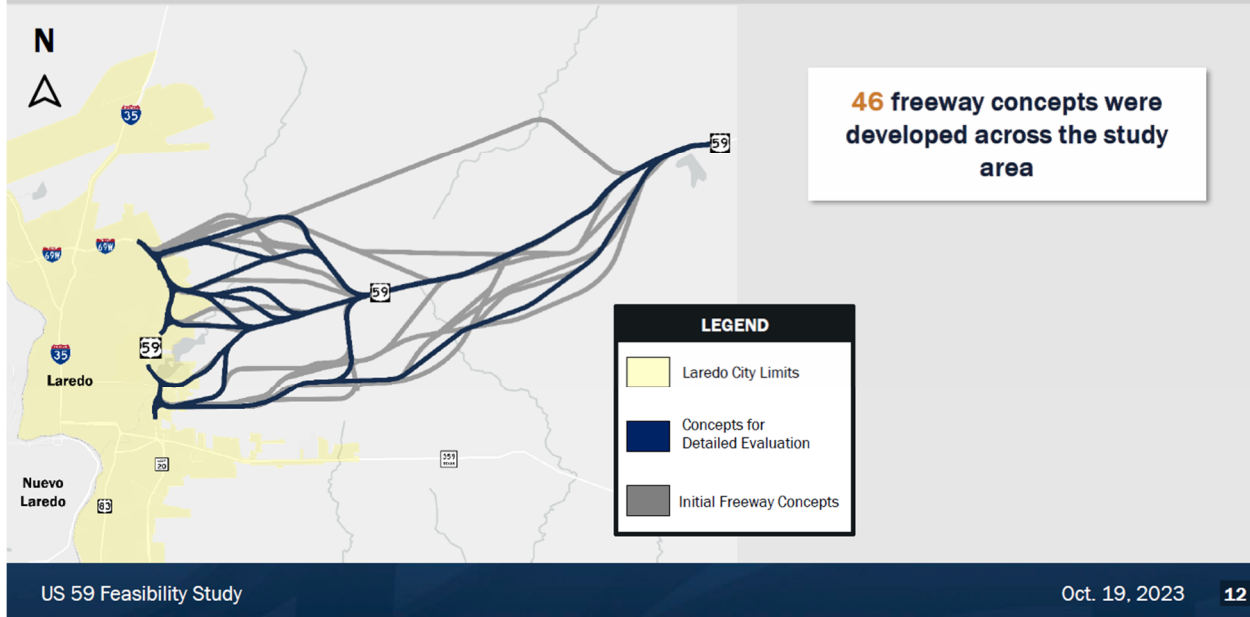 N
35
69W
69W
59
59
59
35
Laredo
359
20
Nuevo
Laredo
83
46 freeway concepts were
developed across the study
area
LEGEND
Laredo City Limits
Concepts for
Detailed Evaluation
Initial Freeway Concepts
US 59 Feasibility Study
Oct. 19, 2023
12